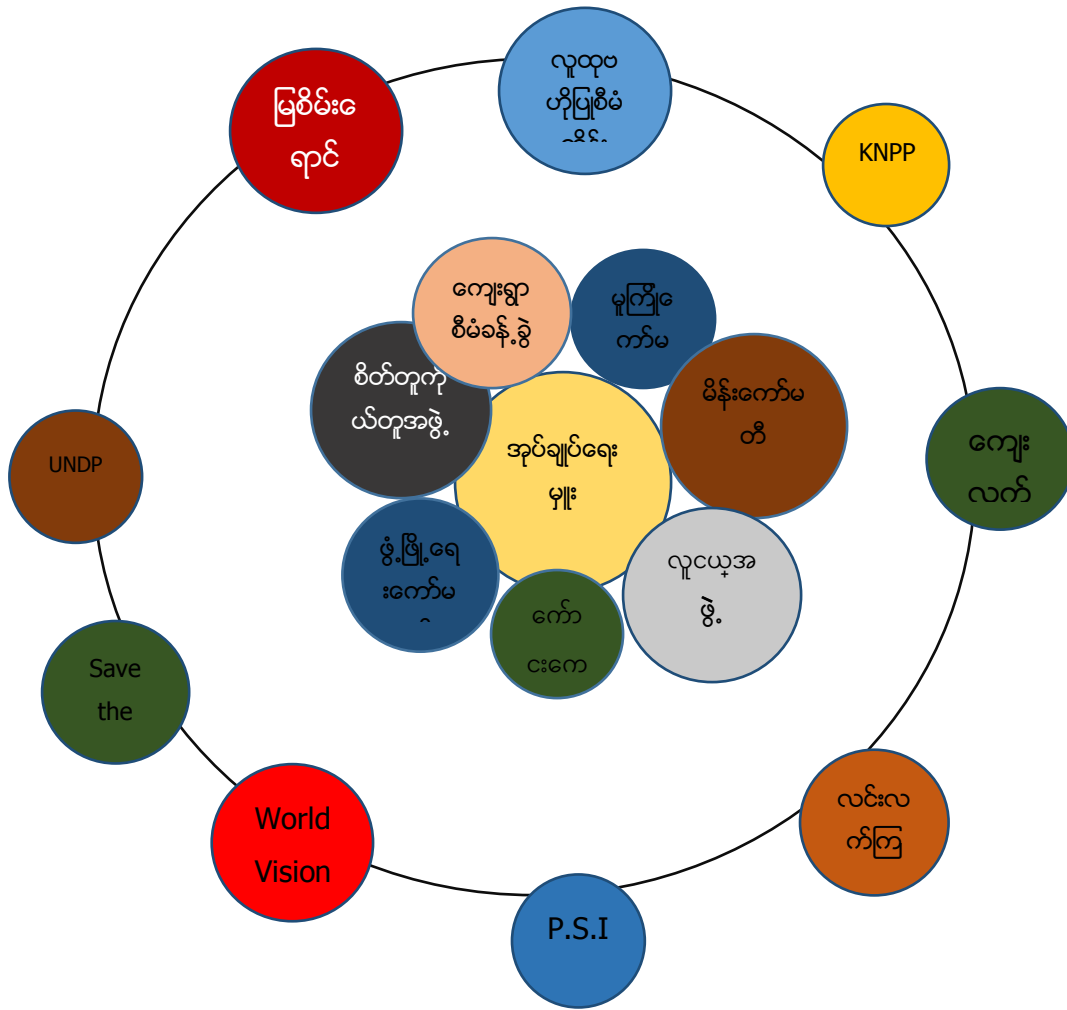 လူထုဗ
ဟိုပြုစီမံ
မြစိမ်းေ
ရာင်
KNPP
ကျေးရွာ
စီမံခန့်ခွဲ
မူကြိုေ
ကာ်မ
စိတ်တူကို
ယ်တူအဖွဲ့
မိန်းကော်မ
တီ
အုပ်ချုပ်ရေး
မှူး
ကျေး
လက်
UNDP
ဖွံ့ဖြို့ရေ
းကော်မ
လူငယ္အ
ဖွဲ့
ကော်
ငးကေ
Save
the
လင်းလ
က်ကြ
World
Vision
P.S.I